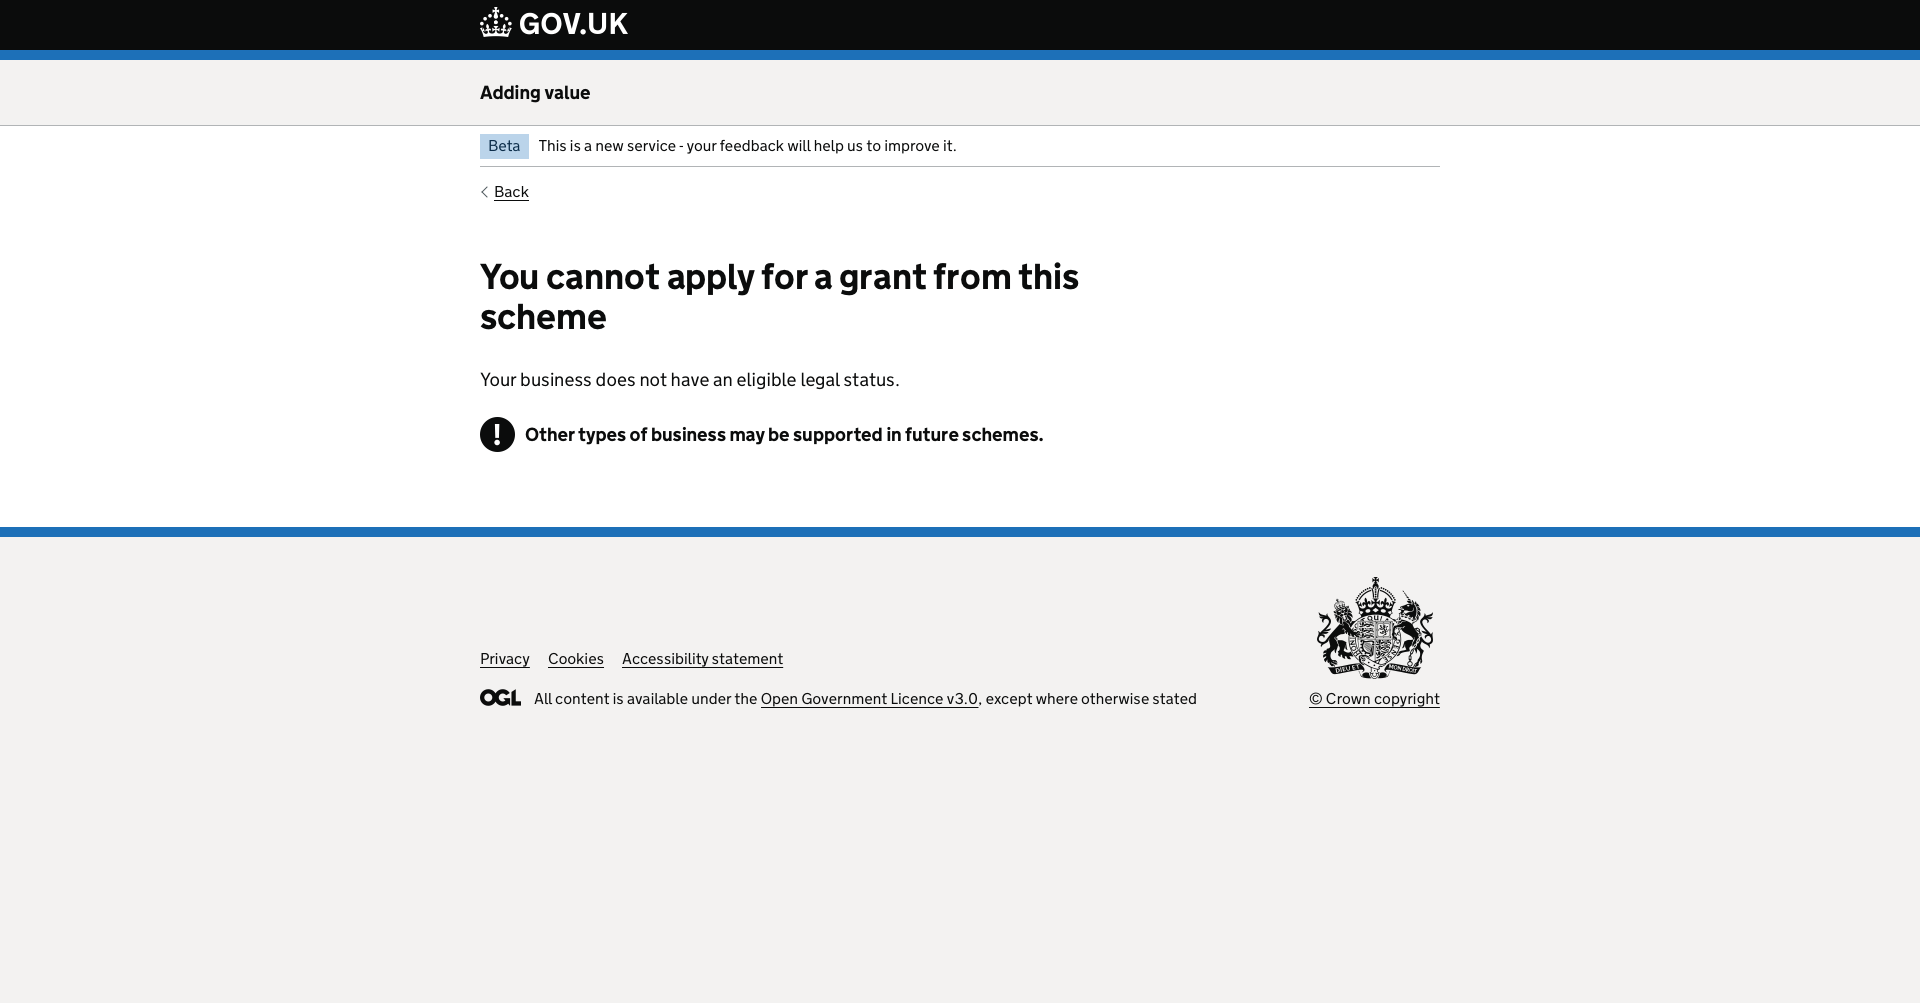 GOV.UK
Adding value
Beta This is a new service - your feedback will help us to improve it.
Back
You cannot apply for a grant from this
scheme
Your business does not have an eligible legal status.
! Other types of business may be supported in future schemes.
Privacy Cookies Accessibility statement
OGL All content is available under the Open Government Licence v3.0, except where otherwise stated
© Crown copyright